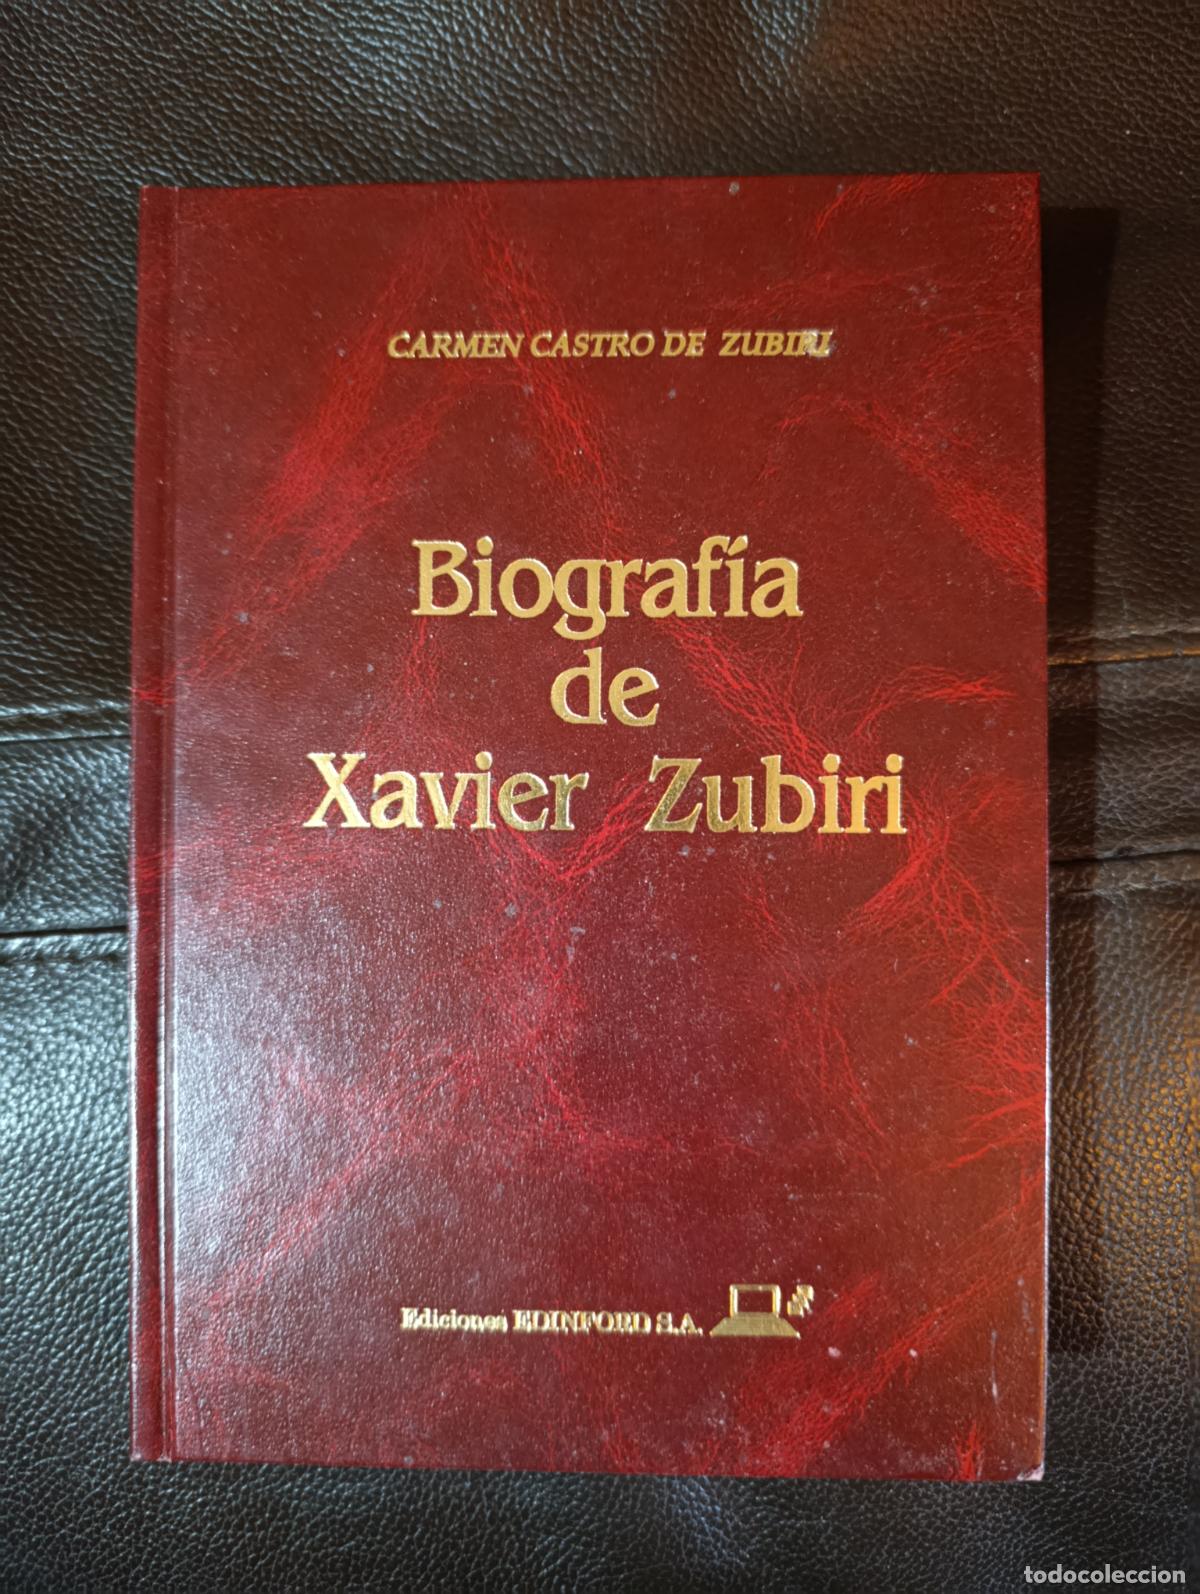 CARMEN CASTRO DE ZUBIRI
Biografía
de
Xavier Zubiri
Ediciones EDINFORD S.A.
todocoleccion